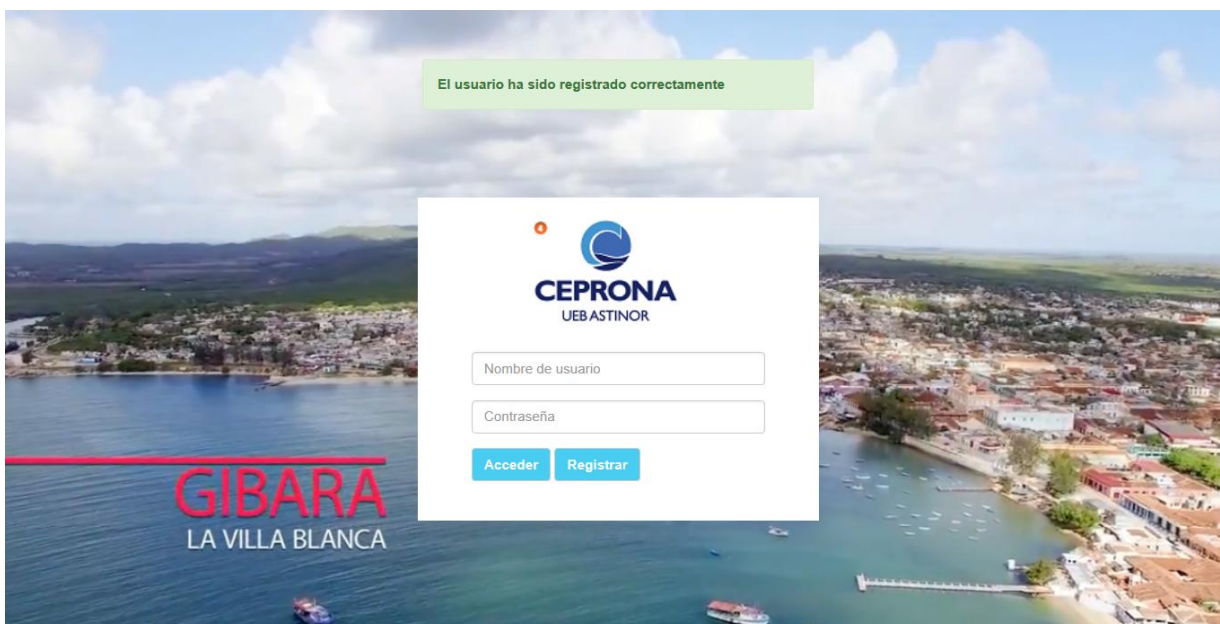 El usuario ha sido registrado correctamente
4
CEPRONA
UEB ASTINOR
Nombre de usuario
Contraseña
Acceder Registrar
GIBARA
LA VILLA BLANCA